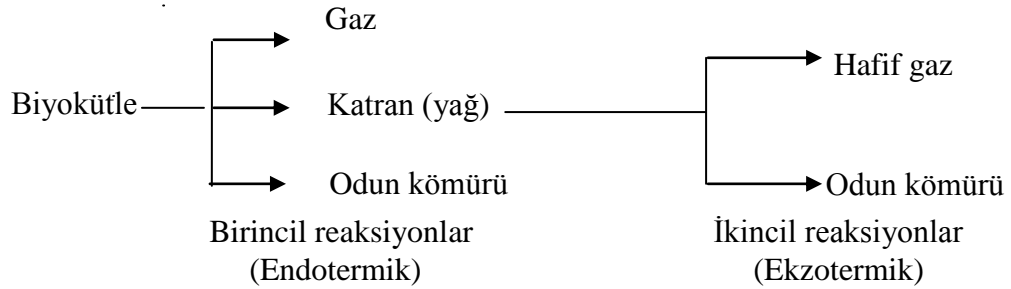 Gaz
Hafif gaz
Biyokütle
Katran (yağ)
Odun kömürü
Odun kömürü
Birincil reaksiyonlar
(Endotermik)
İkincil reaksiyonlar
(Ekzotermik)